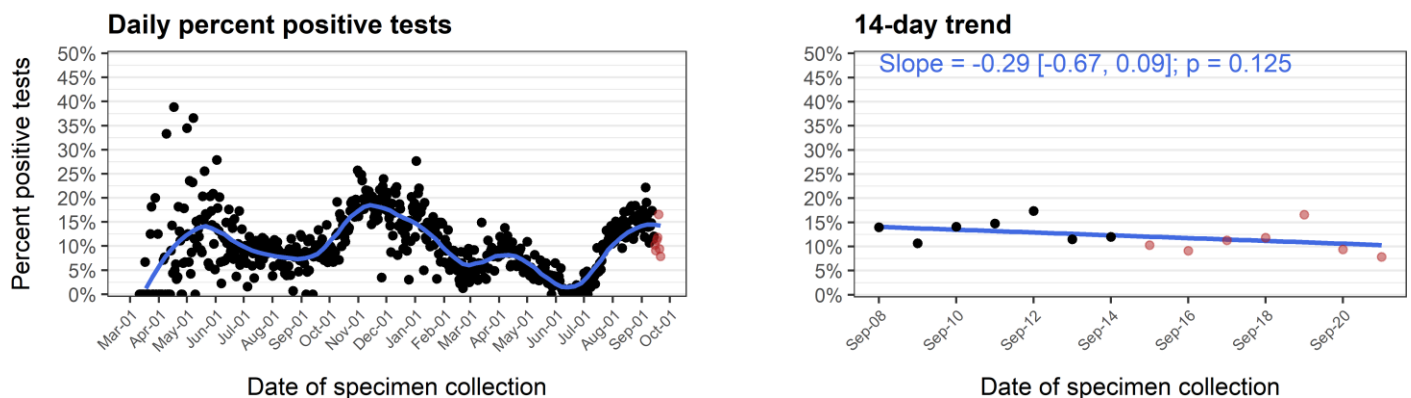 Daily percent positive tests
Percent positive tests
50%
45%
40%
35%
30%
25%
20%
15%
10%
5%
0%
Mar-01
Apr-01
May-01
Jun-01
Jul-01
Aug-01
Sep-01
Oct-01
Nov-01
Dec-01
Jan-01
Feb-01
Mar-01
Apr-01
May-01
Jun-01
Jul-01
Aug-01
Sep-01
Oct-01
Date of specimen collection
14-day trend
Slope = -0.29 [-0.67, 0.09]; p = 0.125
50%
45%
40%
35%
30%
25%
20%
15%
10%
5%
0%
Sep-08
Sep-10
Sep-12
Sep-14
Sep-16
Sep-18
Sep-20
Date of specimen collection